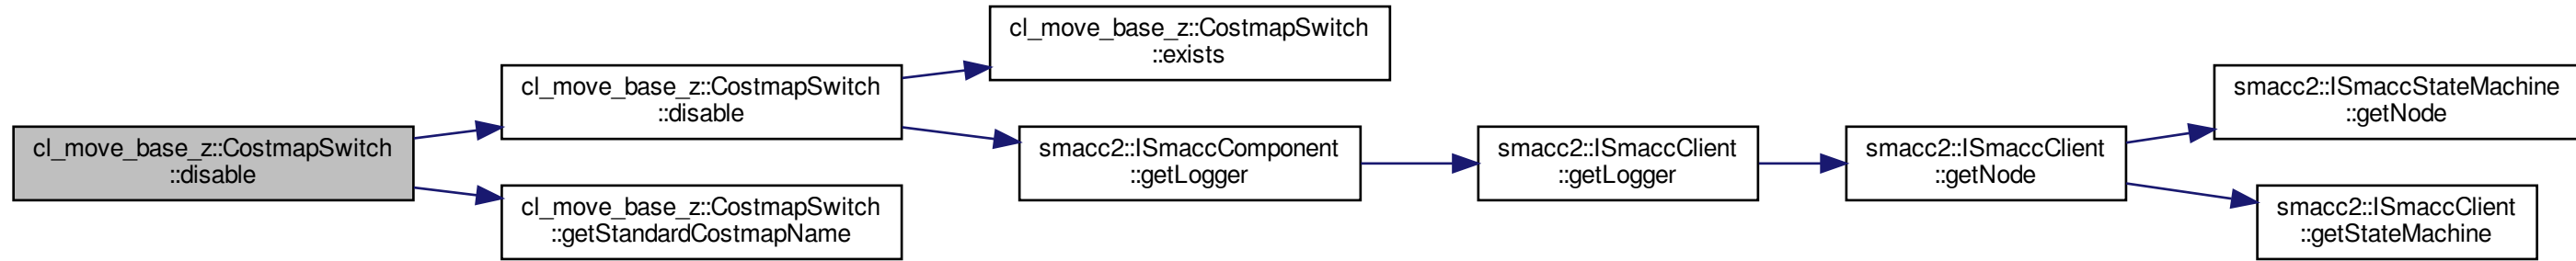 cl_move_base_z::CostmapSwitch
::disable
cl_move_base_z::CostmapSwitch
::disable
cl_move_base_z::CostmapSwitch
::getStandardCostmapName
cl_move_base_z::CostmapSwitch
::exists
smacc2::ISmaccComponent
::getLogger
smacc2::ISmaccClient
::getLogger
smacc2::ISmaccClient
::getNode
smacc2::ISmaccStateMachine
::getNode
smacc2::ISmaccClient
::getStateMachine